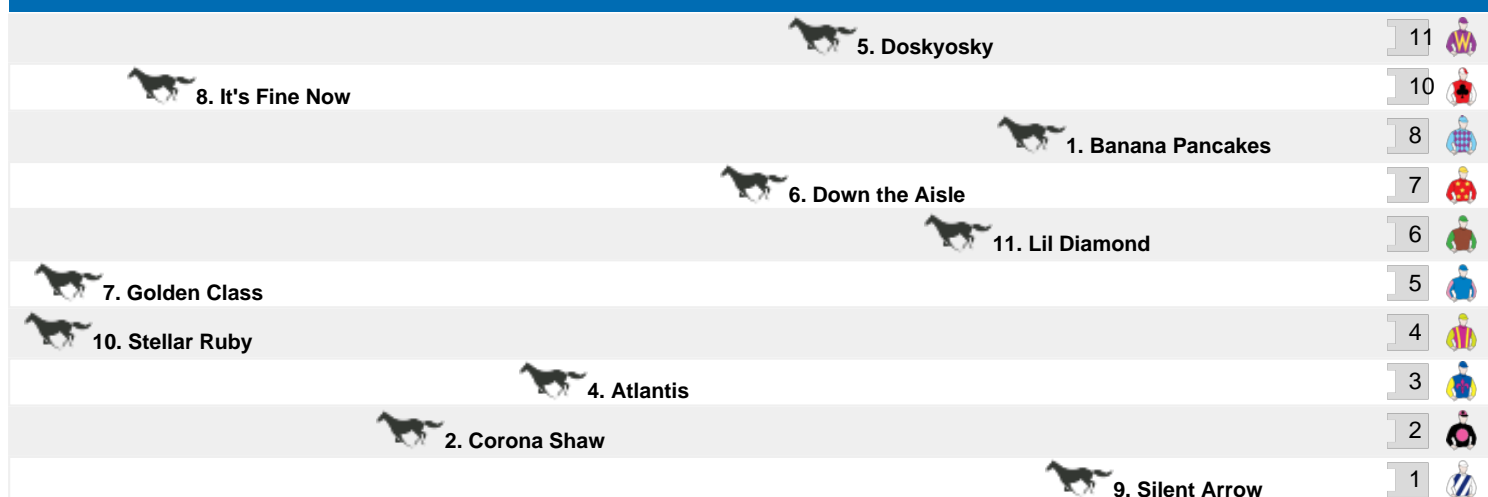 5. Doskyosky 11
8. It's Fine Now 10
1. Banana Pancakes 8
6. Down the Aisle 7
11. Lil Diamond 6
7. Golden Class 5
10. Stellar Ruby 4
4. Atlantis 3
2. Corona Shaw 2
9. Silent Arrow 1